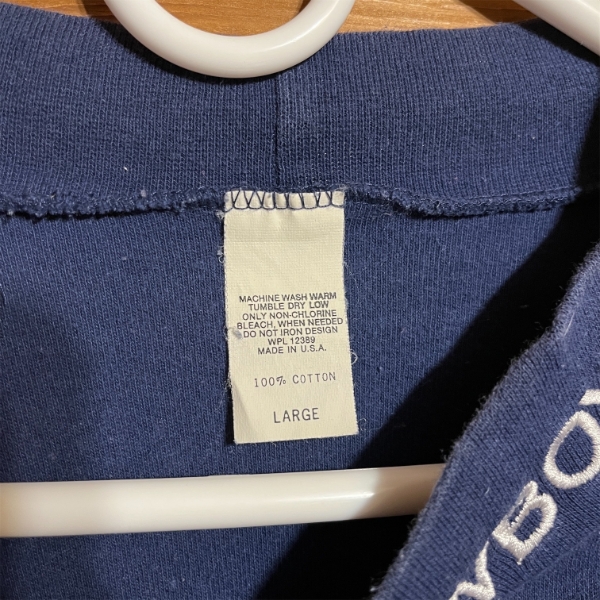 MACHINE WASH WARM
TUMBLE DRY LOW
ONLY NON-CHLORINE
BLEACH, WHEN NEEDED
DO NOT IRON DESIGN
WPL 12389
MADE IN U.S.A.
100% COTTON
LARGE